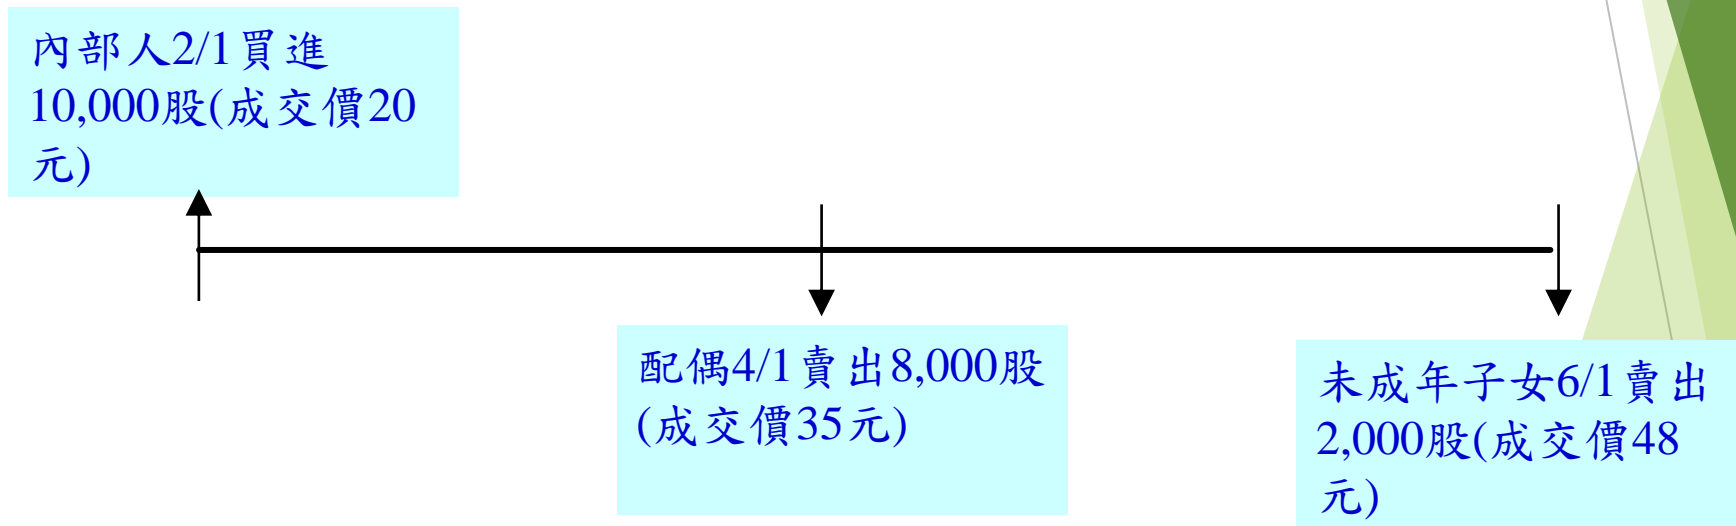 內部人2/1買進
10,000股(成交價20
元)
配偶4/1賣出8,000股
(成交價35元)
未成年子女6/1賣出
2,000股(成交價48
元)